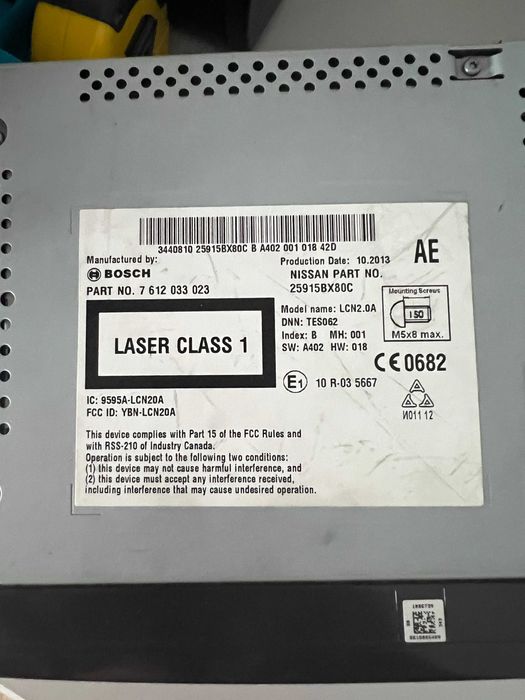 3440810 25915BX80C B A402 001 018 42D
Manufactured by:
BOSCH
PART NO. 7 612 033 023
Production Date: 10.2013
NISSAN PART NO.
25915BX80C
AE
LASER CLASS 1
Model name: LCN2.0A
DNN: TES062
Index: B MH: 001
SW: A402 HW: 018
Mounting Screws
ISO
M5x8 max.
CE0682
E1 10 R-03 5667
И011 12
IC: 9595A-LCN20A
FCC ID: YBN-LCN20A
This device complies with Part 15 of the FCC Rules and
with RSS-210 of Industry Canada.
Operation is subject to the following two conditions:
(1) this device may not cause harmful interference, and
(2) this device must accept any interference received,
including interference that may cause undesired operation.